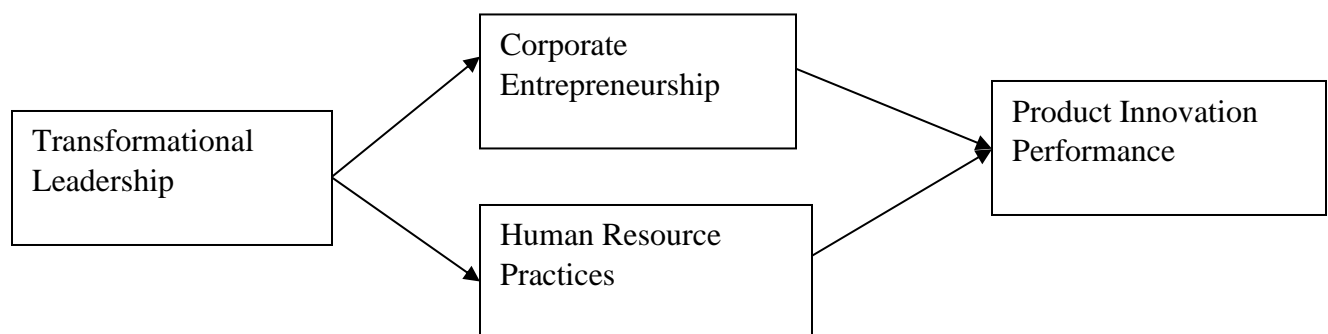 Transformational
Leadership
Corporate
Entrepreneurship
Human Resource
Practices
Product Innovation
Performance